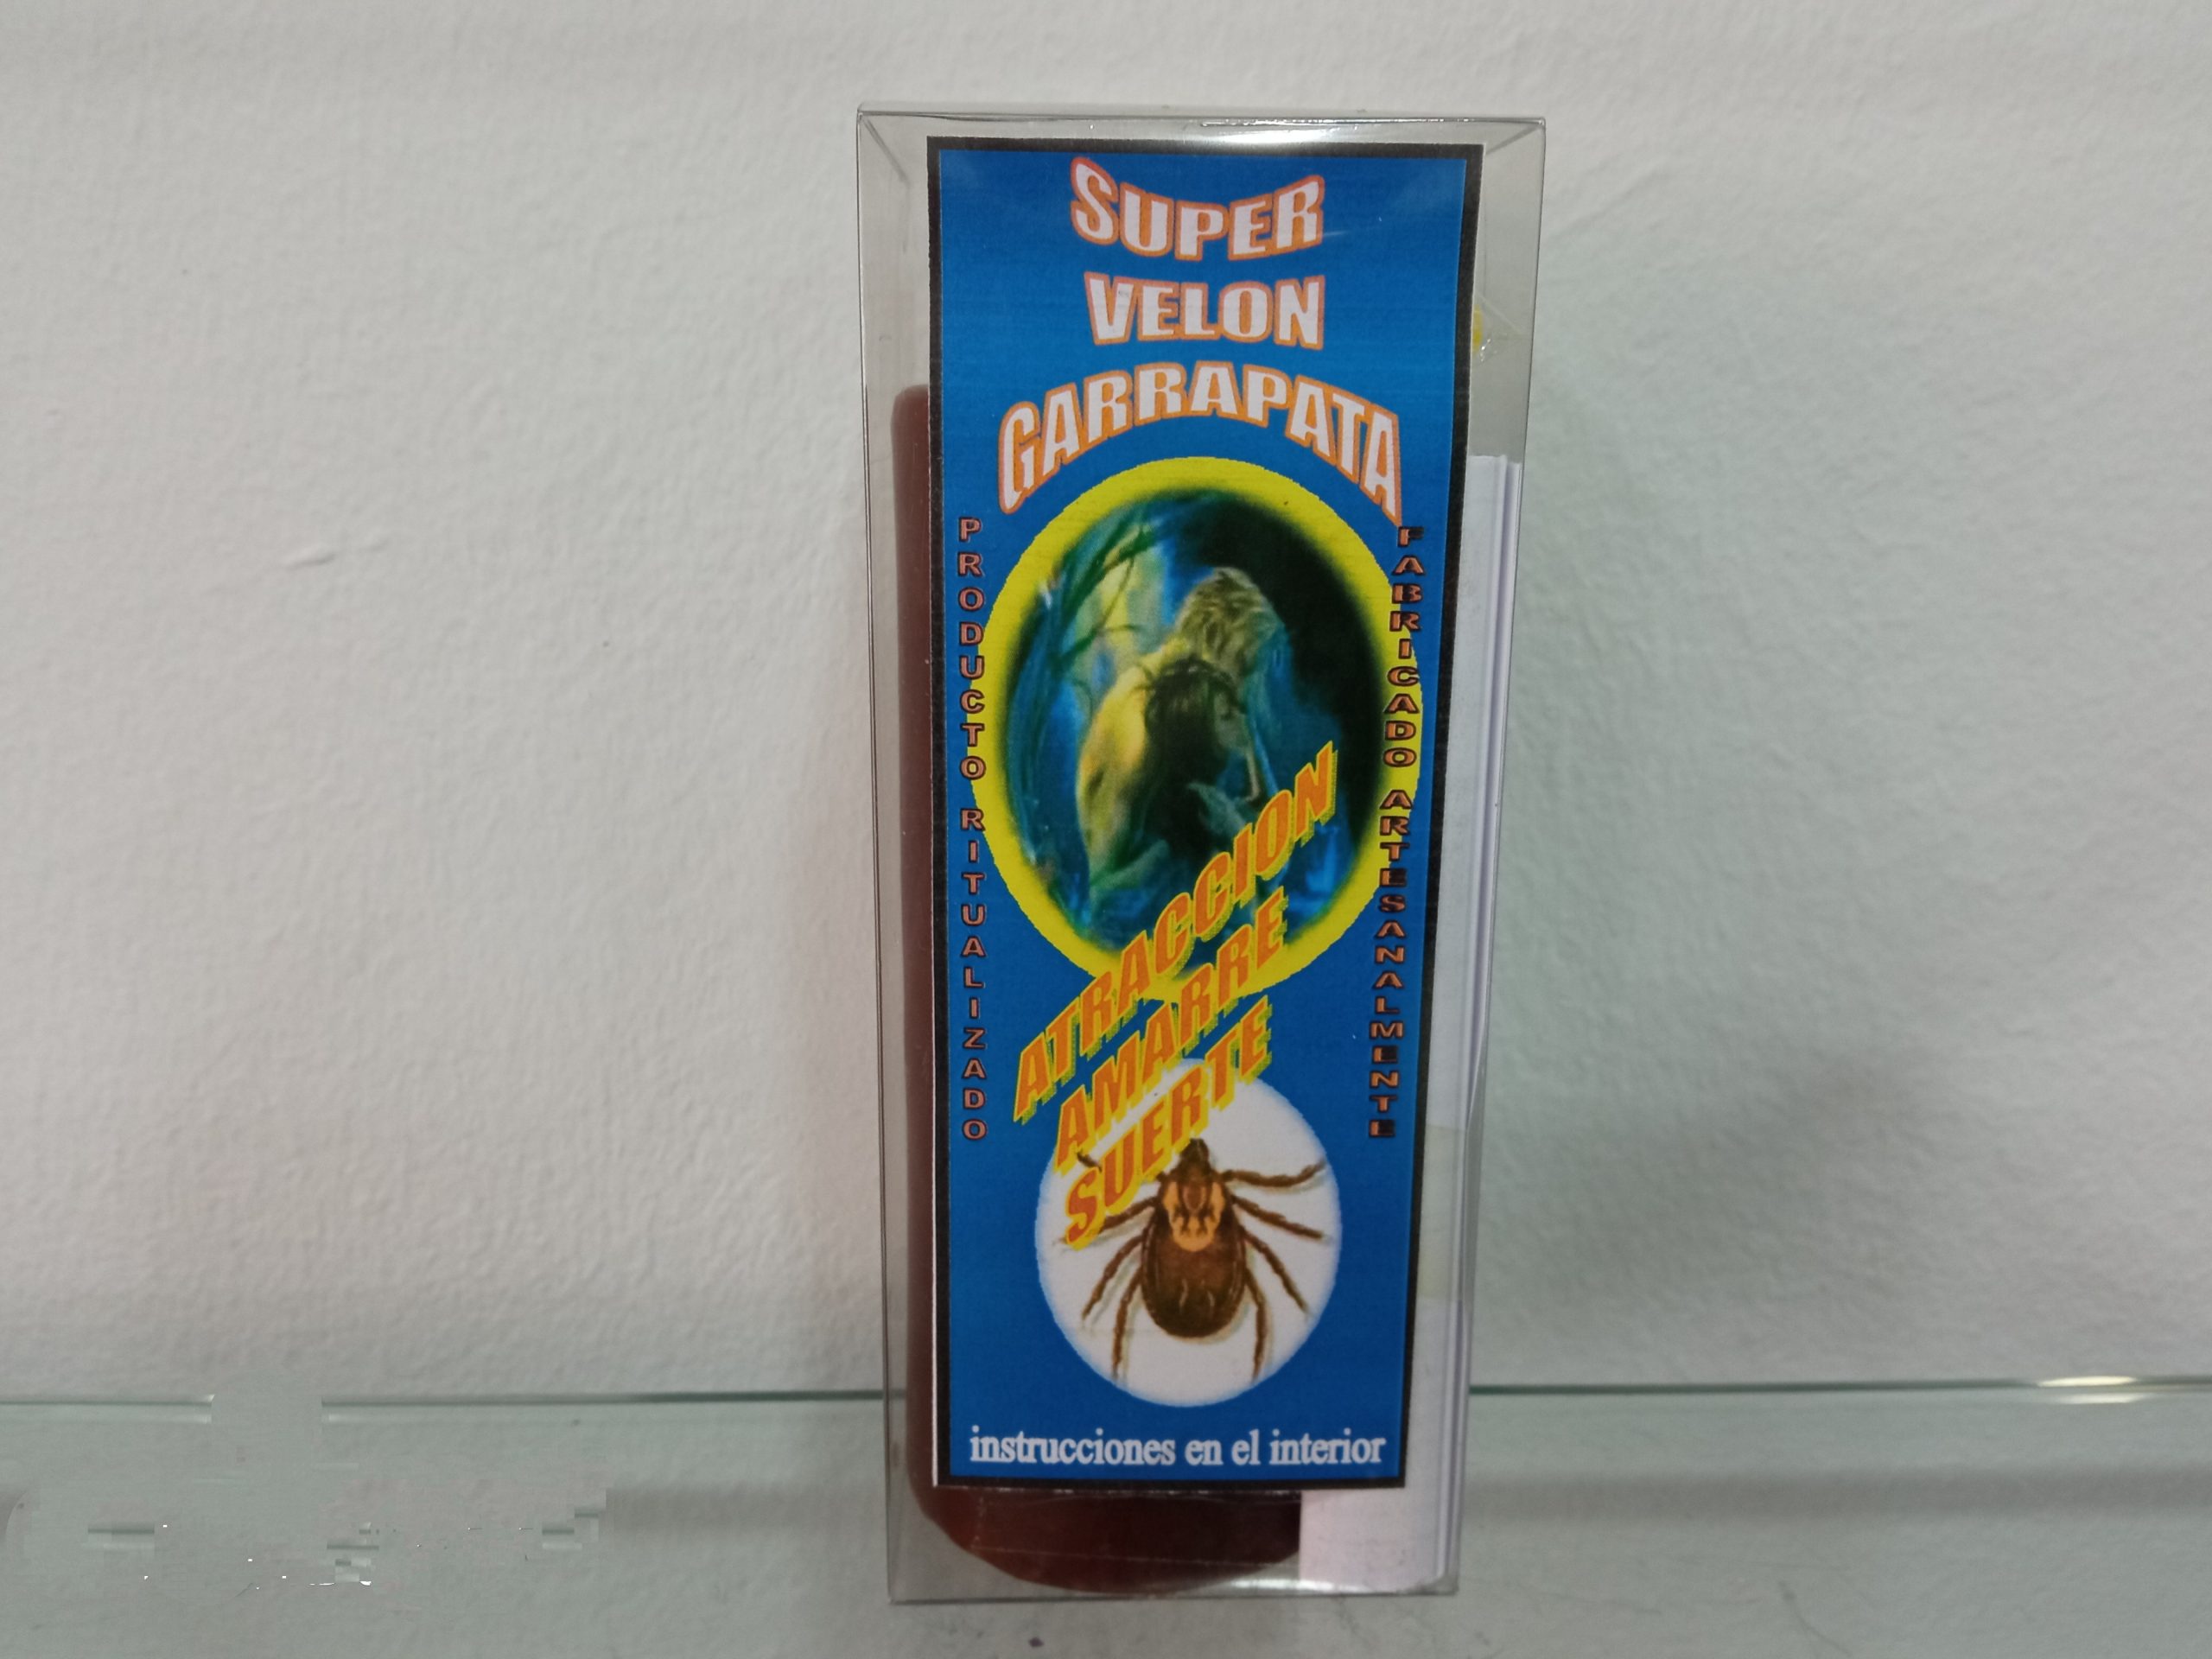 SUPER
VELON
GARRAPATA
PRODUCTO RITUALIZADO
FABRICADO ARTESANALMENTE
ATRACCION
AMARRE
SUERTE
instrucciones en el interior